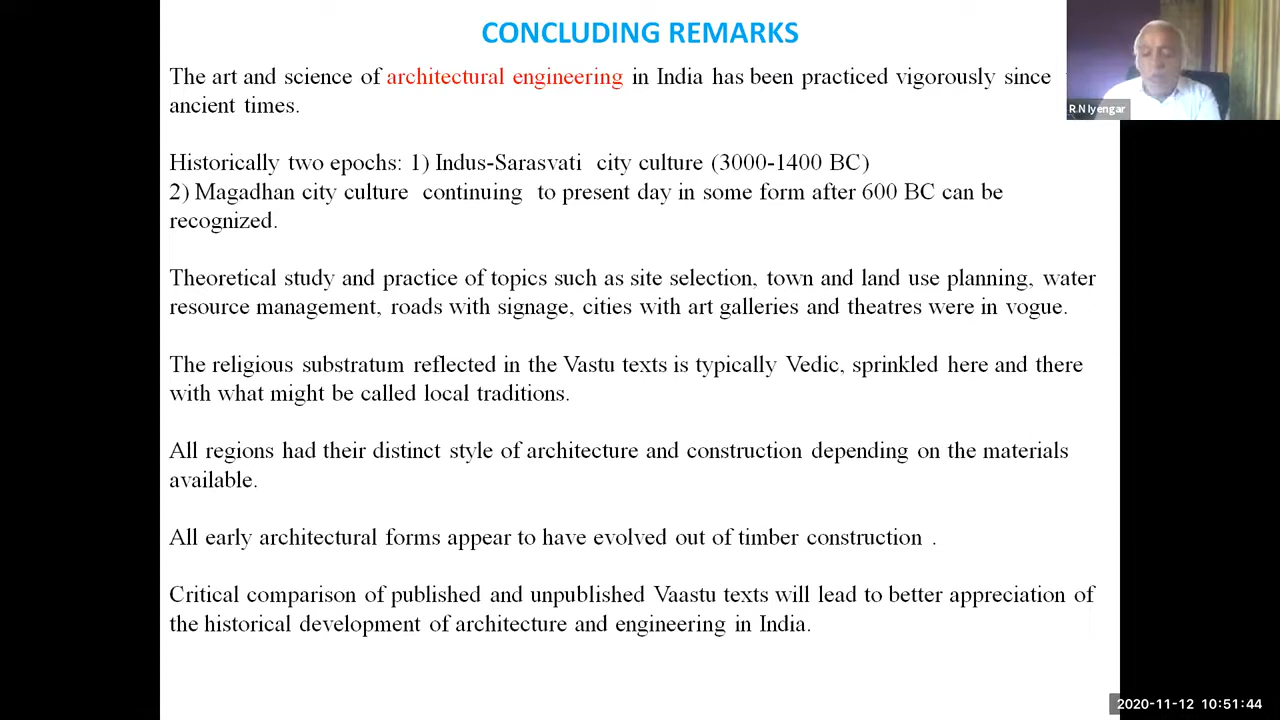 CONCLUDING REMARKS
The art and science of architectural engineering in India has been practiced vigorously since
ancient times.
Historically two epochs: 1) Indus-Sarasvati city culture (3000-1400 BC)
2) Magadhan city culture continuing to present day in some form after 600 BC can be
recognized.
Theoretical study and practice of topics such as site selection, town and land use planning, water
resource management, roads with signage, cities with art galleries and theatres were in vogue.
The religious substratum reflected in the Vastu texts is typically Vedic, sprinkled here and there
with what might be called local traditions.
All regions had their distinct style of architecture and construction depending on the materials
available.
All early architectural forms appear to have evolved out of timber construction .
Critical comparison of published and unpublished Vaastu texts will lead to better appreciation of
the historical development of architecture and engineering in India.
R N Iyengar
2020-11-12 10:51:44